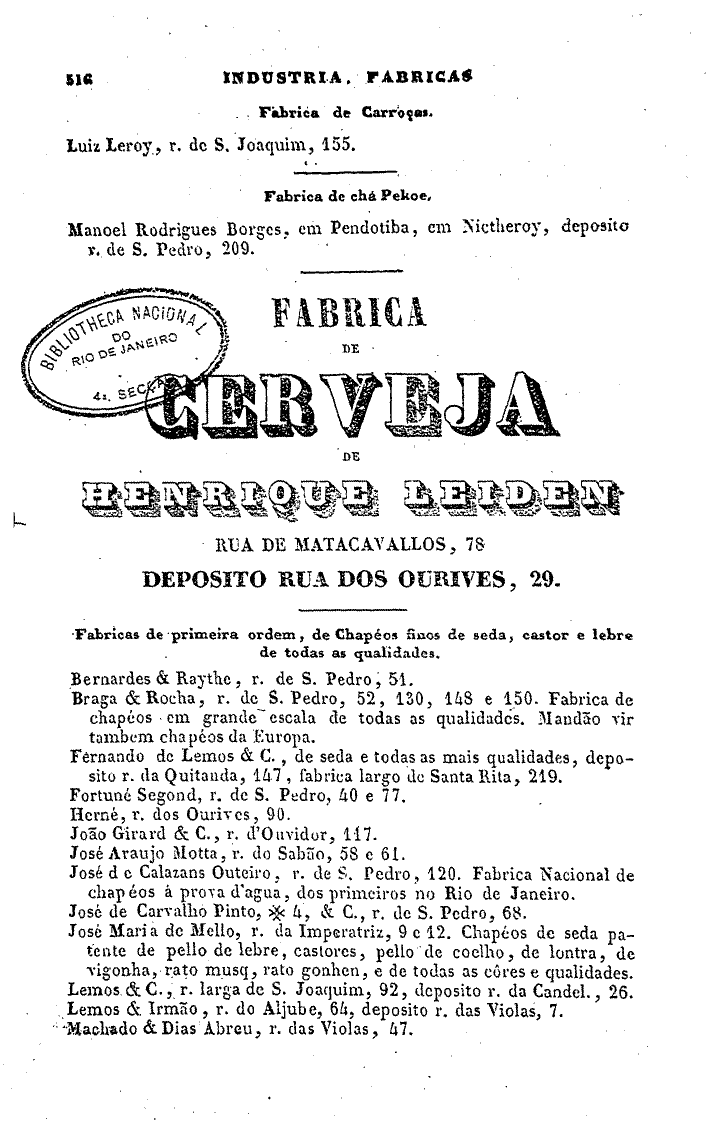 516 INDUSTRIA. FABRICAS
Fabrica de Carroças.
Luiz Leroy, r. de S. Joaquim, 155.
Fabrica de chá Pekoe.
Manoel Rodrigues Borges, em Pendotiba, em Nictheroy, deposito
r. de S. Pedro, 209.
BIBLIOTHECA NACIONAL
DO
RIO DE JANEIRO
4a. SECÇÃO
FABRICA
DE
CERVEJA
DE
HENRIQUE LEIDEN
RUA DE MATACAVALLOS, 78
DEPOSITO RUA DOS OURIVES, 29.
Fabricas de primeira ordem, de Chapéos finos de seda, castor e lebre
de todas as qualidades.
Bernardes & Raythe, r. de S. Pedro, 51.
Braga & Rocha, r. de S. Pedro, 52, 130, 148 e 150. Fabrica de
chapéos em grande escala de todas as qualidades. Mandão vir
tambem chapéos da Europa.
Fernando de Lemos & C., de seda e todas as mais qualidades, depo-
sito r. da Quitanda, 147, fabrica largo de Santa Rita, 219.
Fortuné Segond, r. de S. Pedro, 40 e 77.
Herné, r. dos Ourives, 90.
João Girard & C., r. d'Ouvidor, 117.
José Araujo Motta, r. do Sabão, 58 e 61.
José d e Calazans Outeiro, r. de S. Pedro, 120. Fabrica Nacional de
chapéos á prova d'agua, dos primeiros no Rio de Janeiro.
José de Carvalho Pinto, ※ 4, & C., r. de S. Pedro, 68.
José Maria de Mello, r. da Imperatriz, 9 e 12. Chapéos de seda pa-
tente de pello de lebre, castores, pello de coelho, de lontra, de
vigonha, rato musq, rato gonhen, e de todas as côres e qualidades.
Lemos & C., r. larga de S. Joaquim, 92, deposito r. da Candel., 26.
Lemos & Irmão, r. do Aljube, 64, deposito r. das Violas, 7.
Machado & Dias Abreu, r. das Violas, 47.